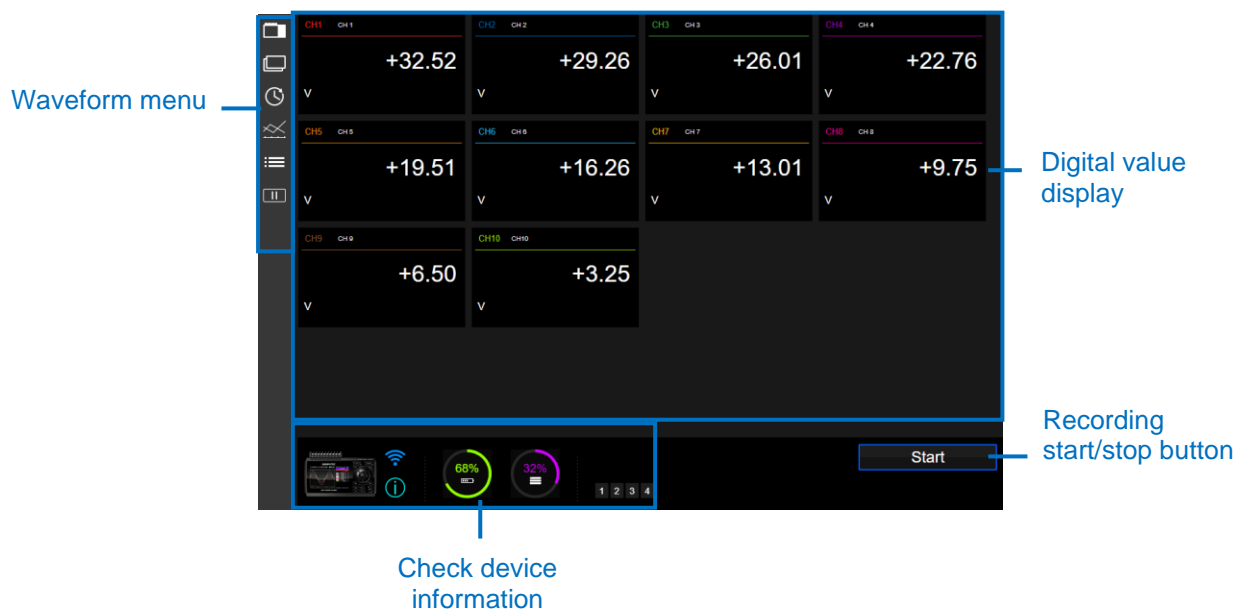 CH1 CH 1
CH2 CH 2
CH3 CH 3
CH4 CH 4
+32.52
+29.26
+26.01
+22.76
V
V
V
V
Waveform menu
CH5 CH 5
CH6 CH 6
CH7 CH 7
CH8 CH 8
+19.51
+16.26
+13.01
+9.75
V
V
V
V
Digital value
display
CH9 CH 9
CH10 CH10
+6.50
+3.25
V
V
68%
32%
1 2 3 4
Start
Recording
start/stop button
Check device
information